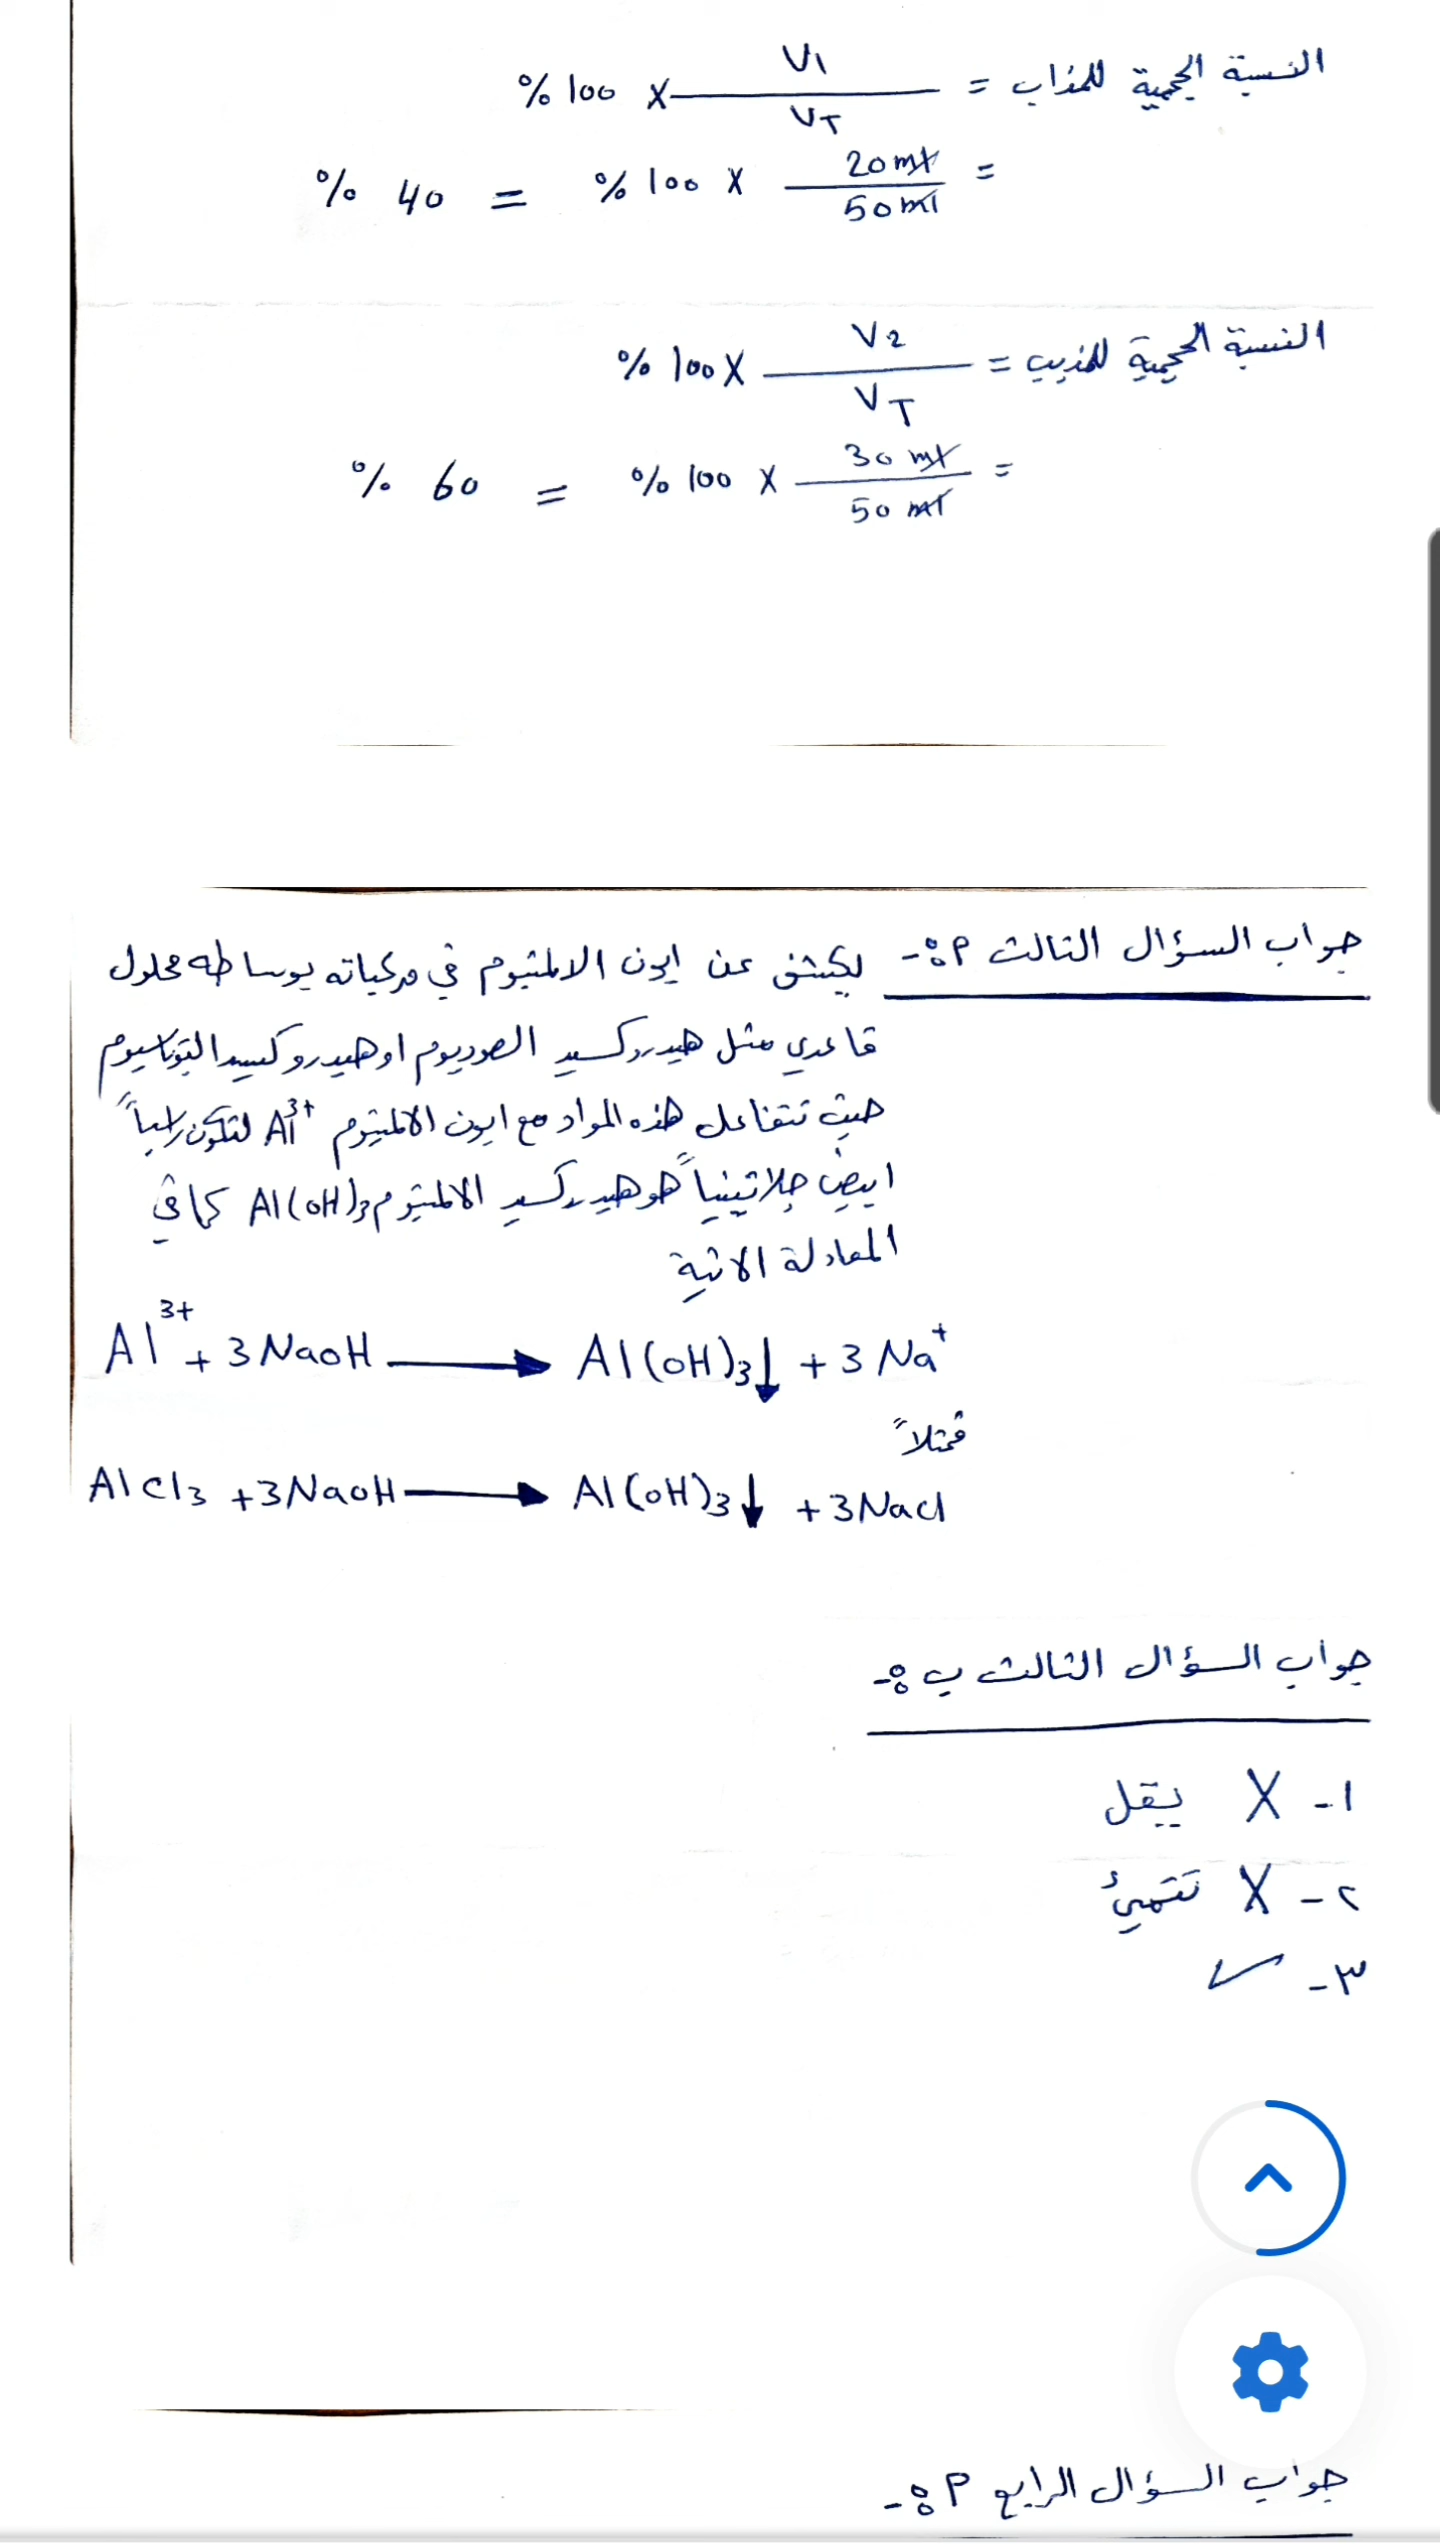 النسبة الحجمية للمذاب = V1 / VT × 100 %
= 20 ml / 50 ml × 100 % = 40 %
النسبة الحجمية للمذيب = V2 / VT × 100 %
= 30 ml / 50 ml × 100 % = 60 %
جواب السؤال الثالث م :- يكشف عن ايون الالمنيوم في مركباته بوساطه محلول
قاعدي مثل هيدروكسيد الصوديوم او هيدروكسيد البوتاسيوم
حيث تتفاعل هذه المواد مع ايون الالمنيوم Al3+ لتكون راسباً
ابيض جلاتينياً هو هيدروكسيد الالمنيوم Al(OH)3 كما في
المعادلة الاتية
Al3+ + 3NaOH → Al(OH)3↓ + 3Na+
فمثلاً
AlCl3 + 3NaOH → Al(OH)3↓ + 3NaCl
جواب السؤال الثالث ب :-
١- X يقل
٢- X تتميئ
٣- ✓
جواب السؤال الرابع م :-